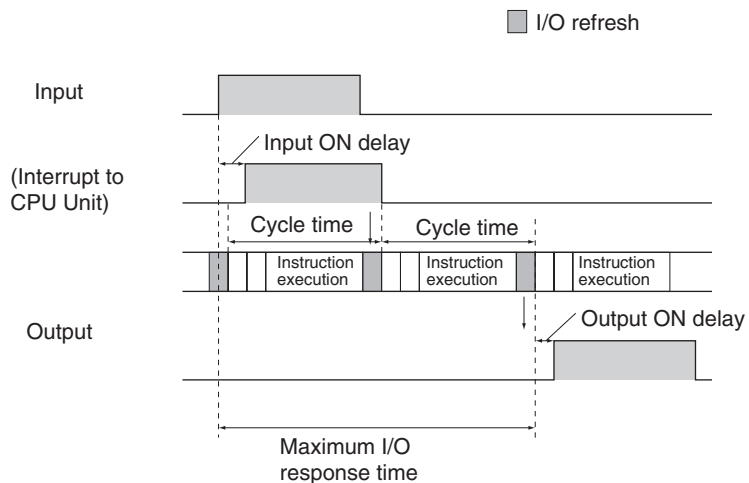 I/O refresh
Input
Input ON delay
(Interrupt to
CPU Unit)
Cycle time
Cycle time
Instruction
execution
Instruction
execution
Instruction
execution
Output
Output ON delay
Maximum I/O
response time